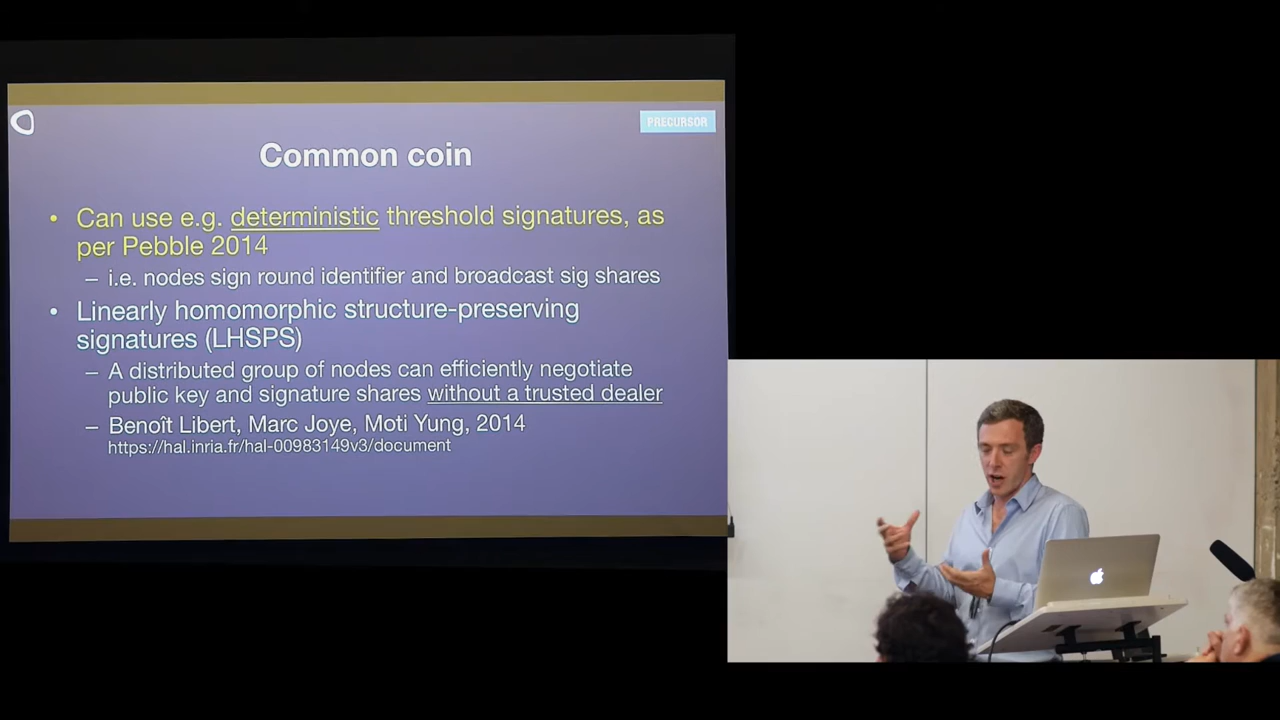 PRECURSOR
Common coin
• Can use e.g. deterministic threshold signatures, as
per Pebble 2014
– i.e. nodes sign round identifier and broadcast sig shares
• Linearly homomorphic structure-preserving
signatures (LHSPS)
– A distributed group of nodes can efficiently negotiate
public key and signature shares without a trusted dealer
– Benoît Libert, Marc Joye, Moti Yung, 2014
https://hal.inria.fr/hal-00983149v3/document